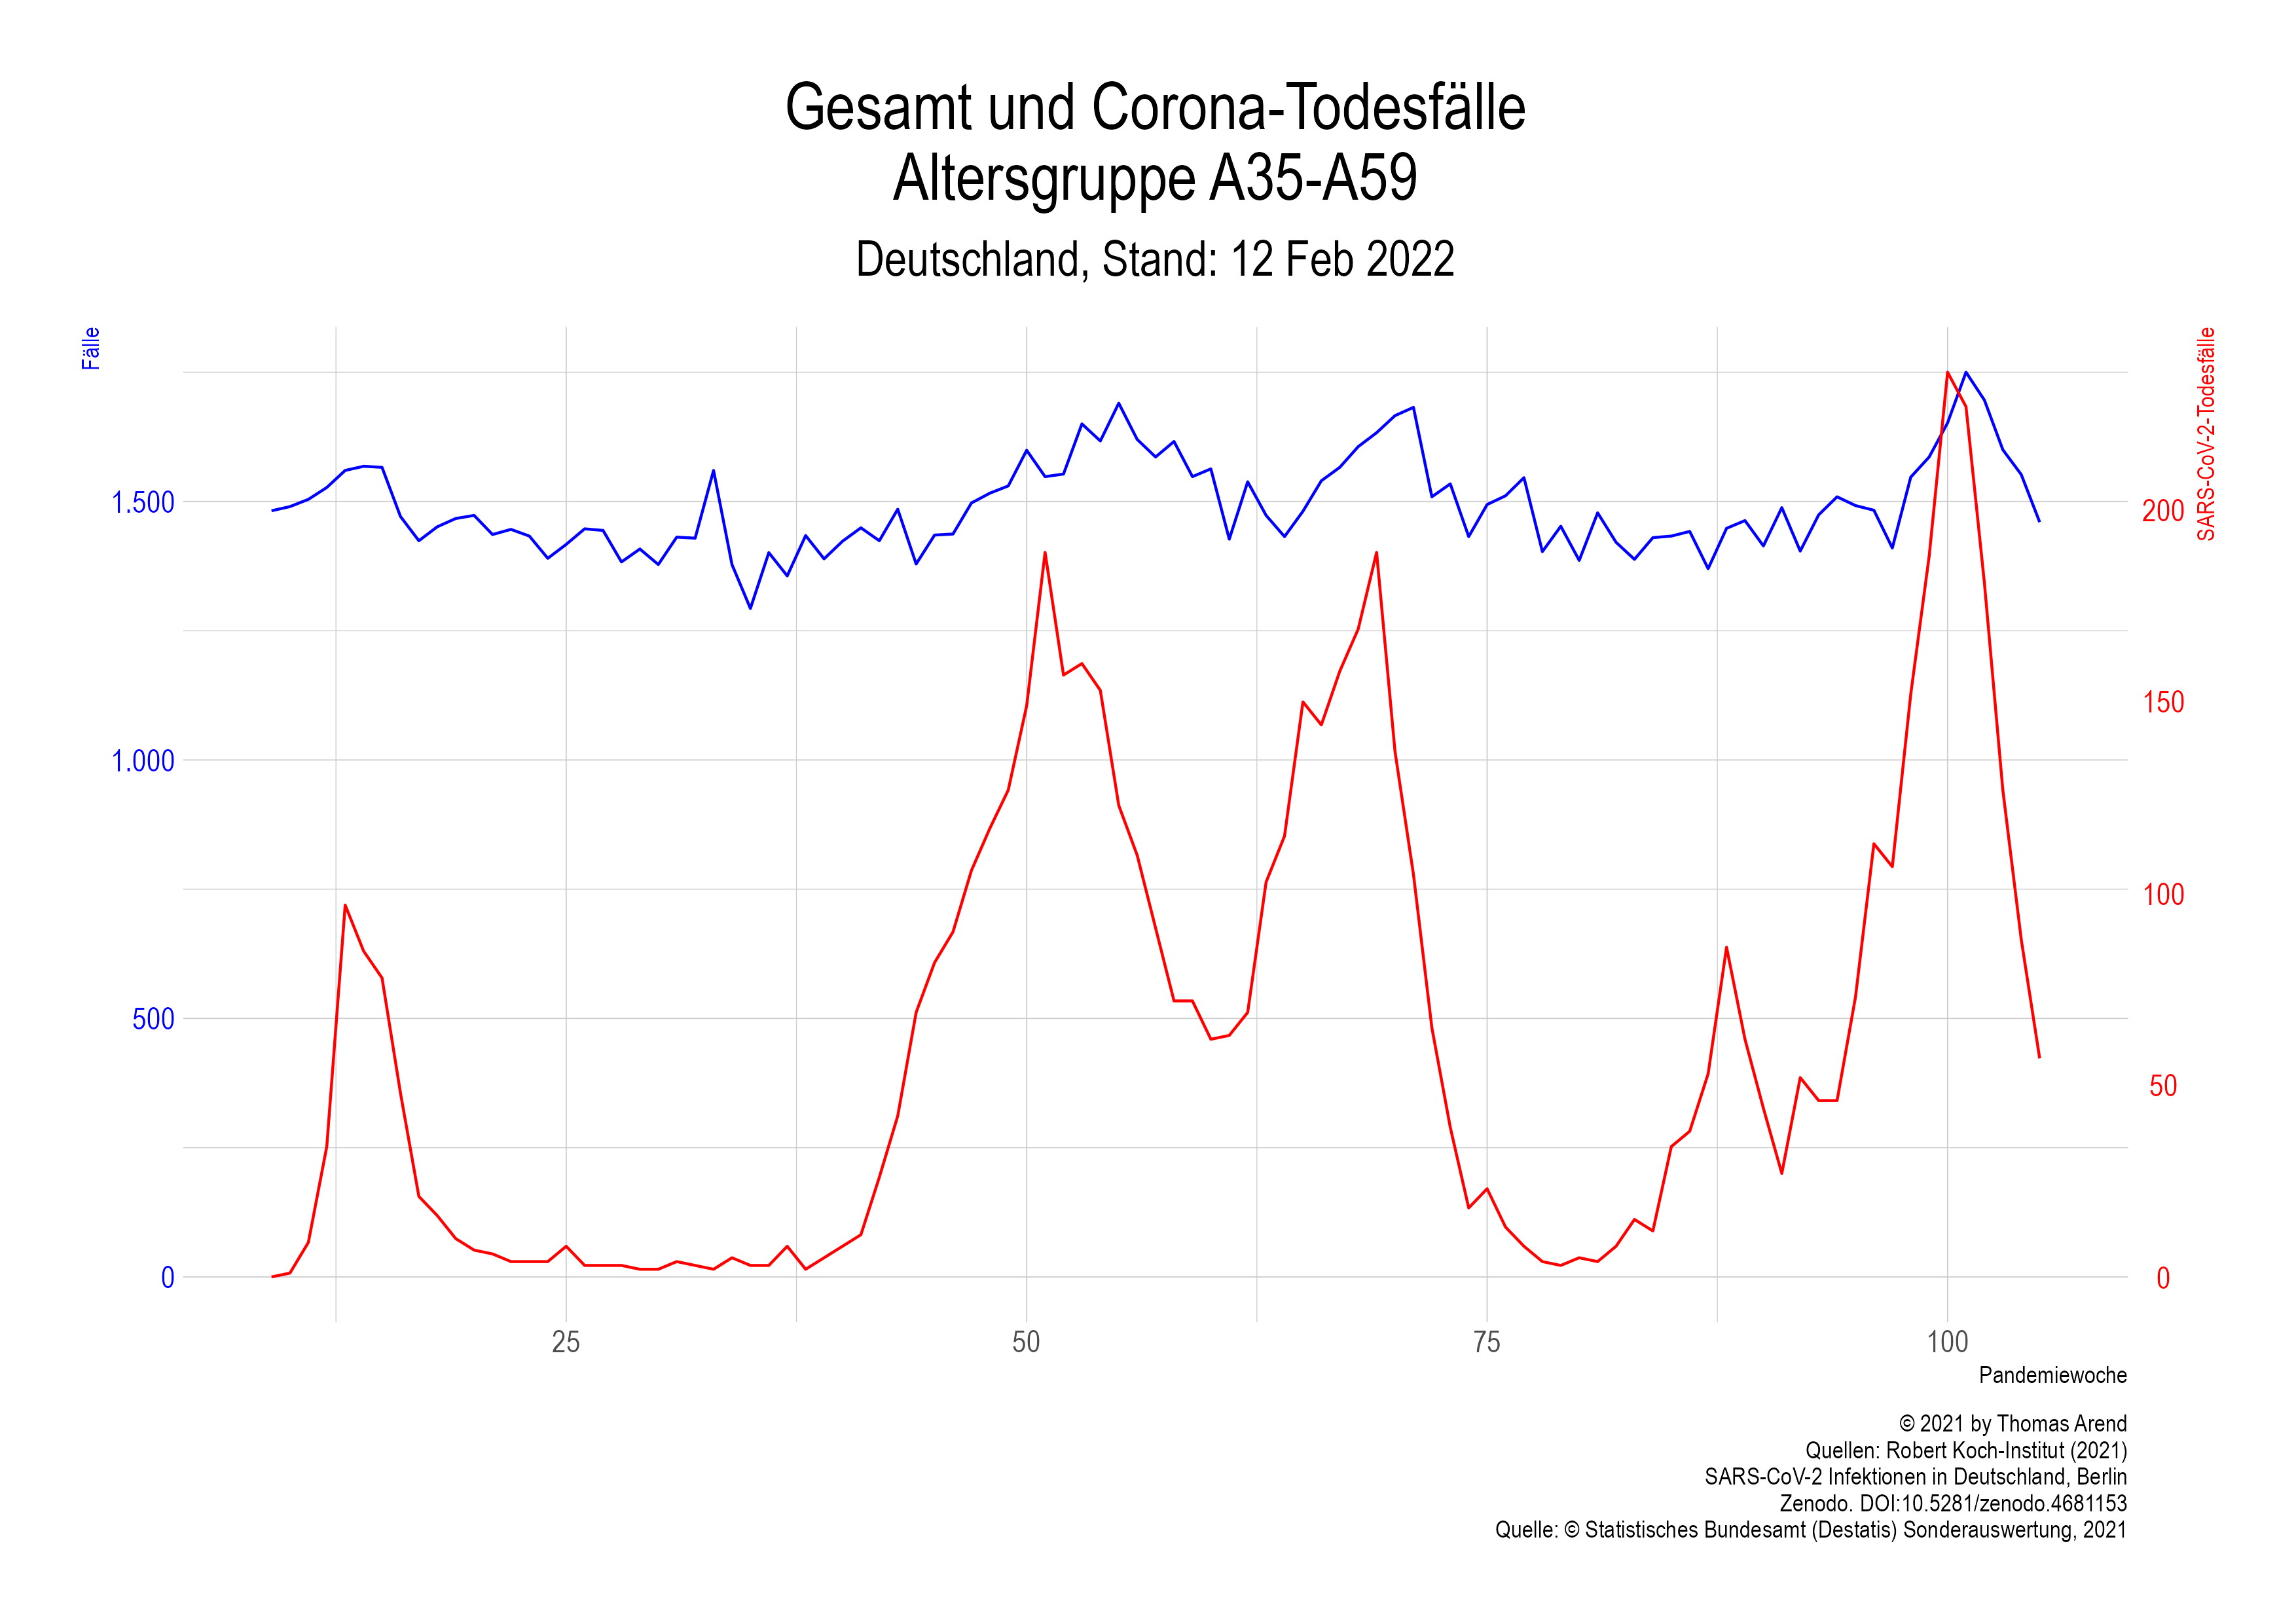 Gesamt und Corona-Todesfälle
Altersgruppe A35-A59
Deutschland, Stand: 12 Feb 2022
Fälle
SARS-CoV-2-Todesfälle
1.500
1.000
500
0
200
150
100
50
0
25
50
75
100
Pandemiewoche
© 2021 by Thomas Arend
Quellen: Robert Koch-Institut (2021)
SARS-CoV-2 Infektionen in Deutschland, Berlin
Zenodo. DOI:10.5281/zenodo.4681153
Quelle: © Statistisches Bundesamt (Destatis) Sonderauswertung, 2021